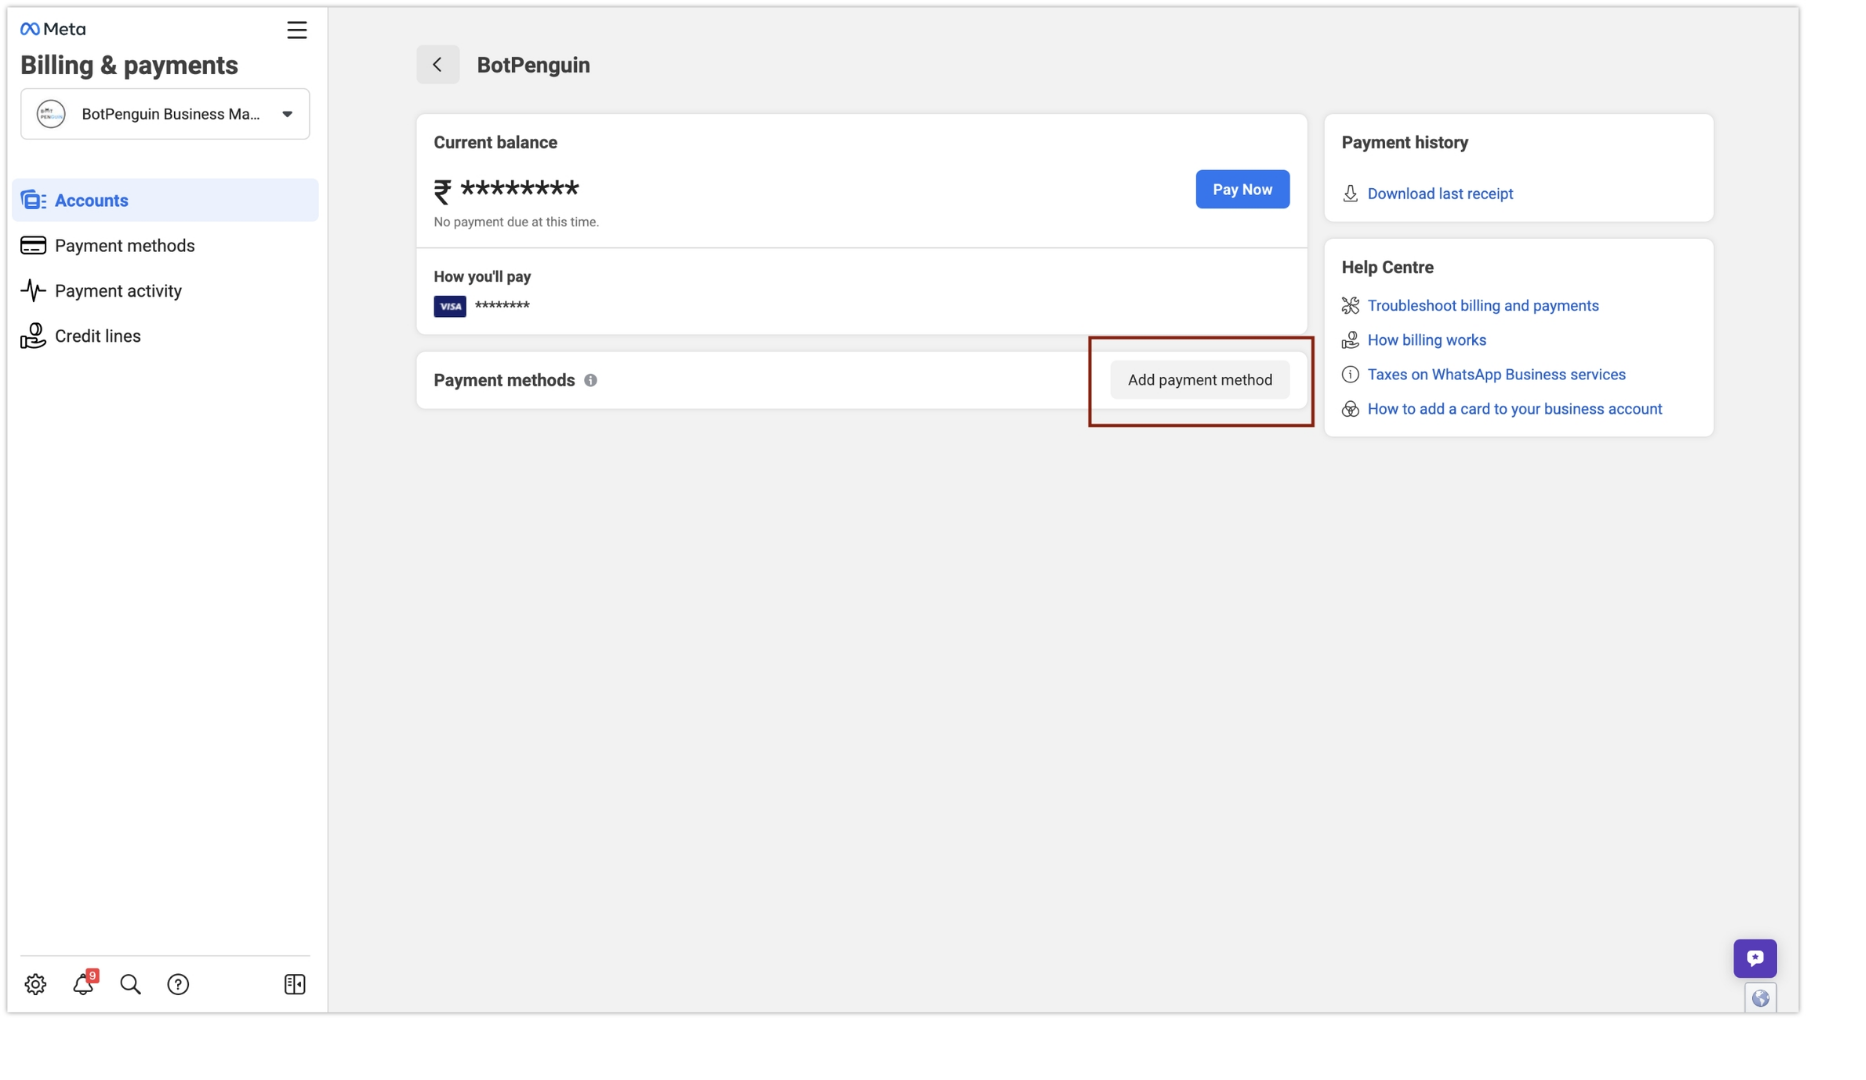 Meta
Billing & payments
BotPenguin Business Ma...
Accounts
Payment methods
Payment activity
Credit lines
9
BotPenguin
Current balance
₹ ********
No payment due at this time.
Pay Now
How you'll pay
VISA ********
Payment methods
Add payment method
Payment history
Download last receipt
Help Centre
Troubleshoot billing and payments
How billing works
Taxes on WhatsApp Business services
How to add a card to your business account